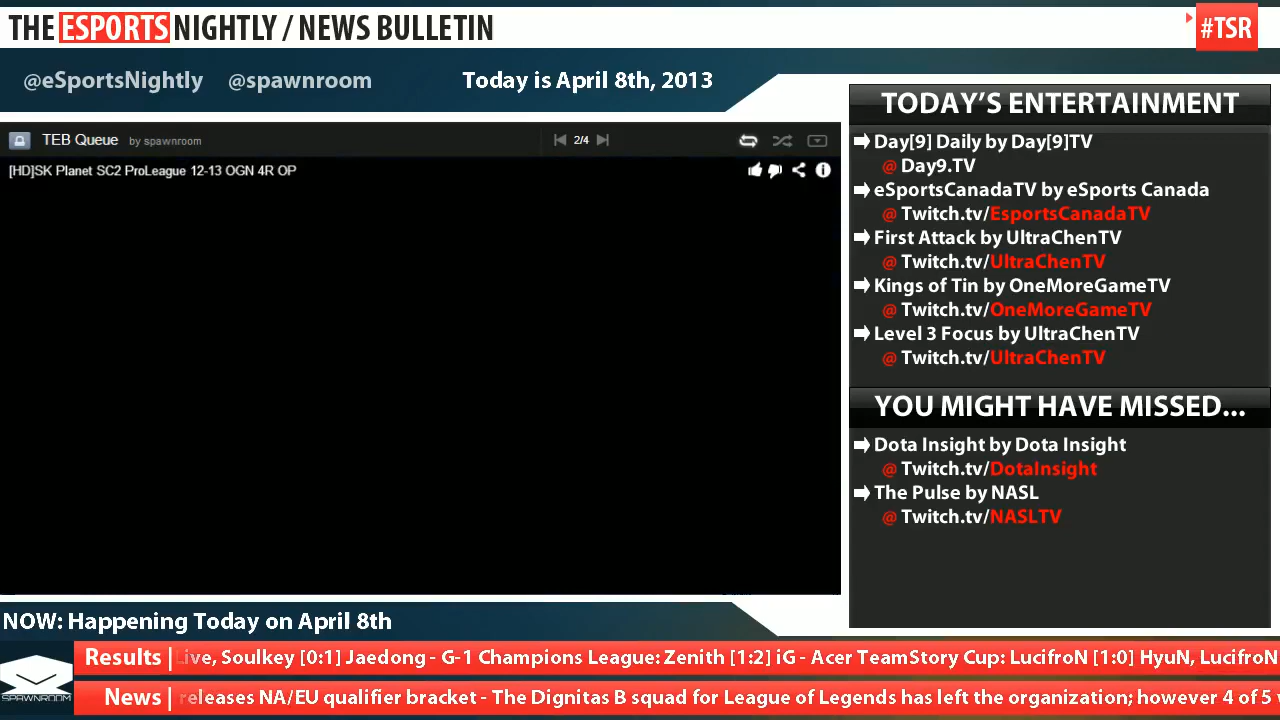 THE ESPORTS NIGHTLY / NEWS BULLETIN
#TSR
@eSportsNightly @spawnroom Today is April 8th, 2013
TEB Queue by spawnroom 2/4
[HD]SK Planet SC2 ProLeague 12-13 OGN 4R OP
TODAY'S ENTERTAINMENT
Day[9] Daily by Day[9]TV
@ Day9.TV
eSportsCanadaTV by eSports Canada
@ Twitch.tv/EsportsCanadaTV
First Attack by UltraChenTV
@ Twitch.tv/UltraChenTV
Kings of Tin by OneMoreGameTV
@ Twitch.tv/OneMoreGameTV
Level 3 Focus by UltraChenTV
@ Twitch.tv/UltraChenTV
YOU MIGHT HAVE MISSED...
Dota Insight by Dota Insight
@ Twitch.tv/DotaInsight
The Pulse by NASL
@ Twitch.tv/NASLTV
NOW: Happening Today on April 8th
Results | Live, Soulkey [0:1] Jaedong - G-1 Champions League: Zenith [1:2] iG - Acer TeamStory Cup: LucifroN [1:0] HyuN, LucifroN
SPAWNROOM
News | releases NA/EU qualifier bracket - The Dignitas B squad for League of Legends has left the organization; however 4 of 5